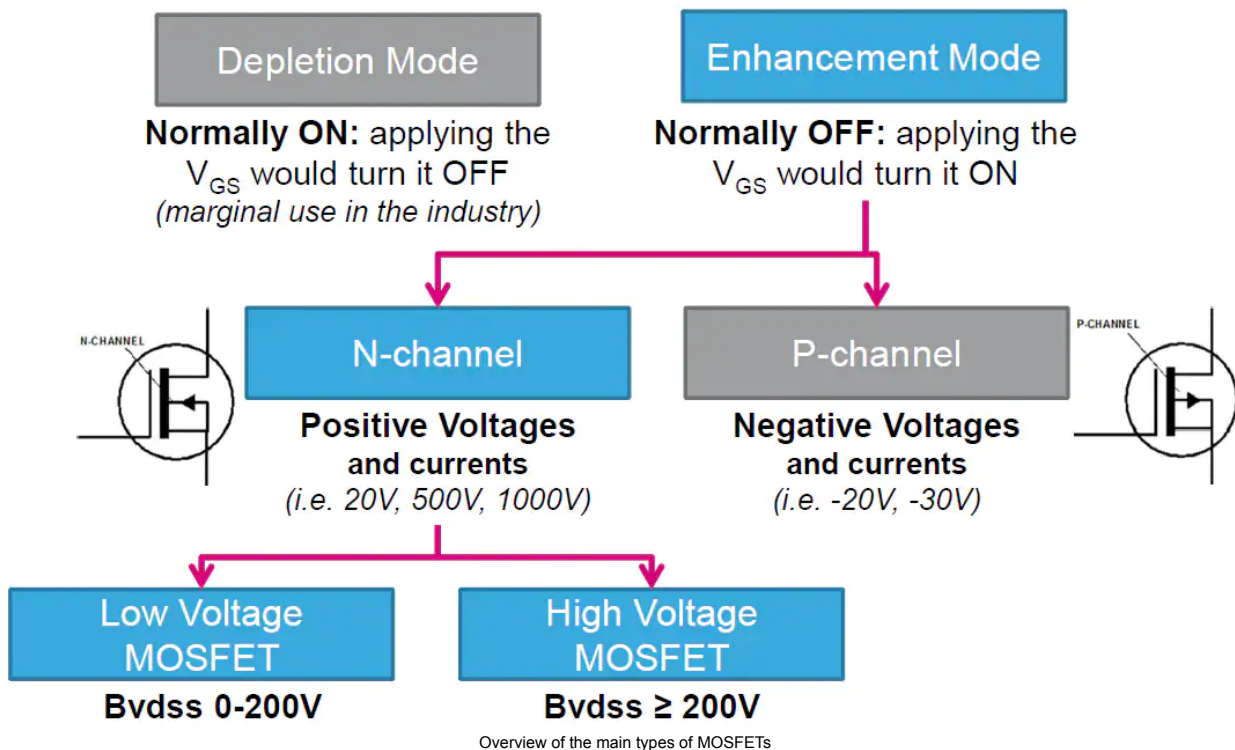 Depletion Mode
Normally ON: applying the
VGS would turn it OFF
(marginal use in the industry)
Enhancement Mode
Normally OFF: applying the
VGS would turn it ON
N-CHANNEL
N-channel
Positive Voltages
and currents
(i.e. 20V, 500V, 1000V)
P-channel
Negative Voltages
and currents
(i.e. -20V, -30V)
P-CHANNEL
Low Voltage
MOSFET
Bvdss 0-200V
High Voltage
MOSFET
Bvdss ≥ 200V
Overview of the main types of MOSFETs